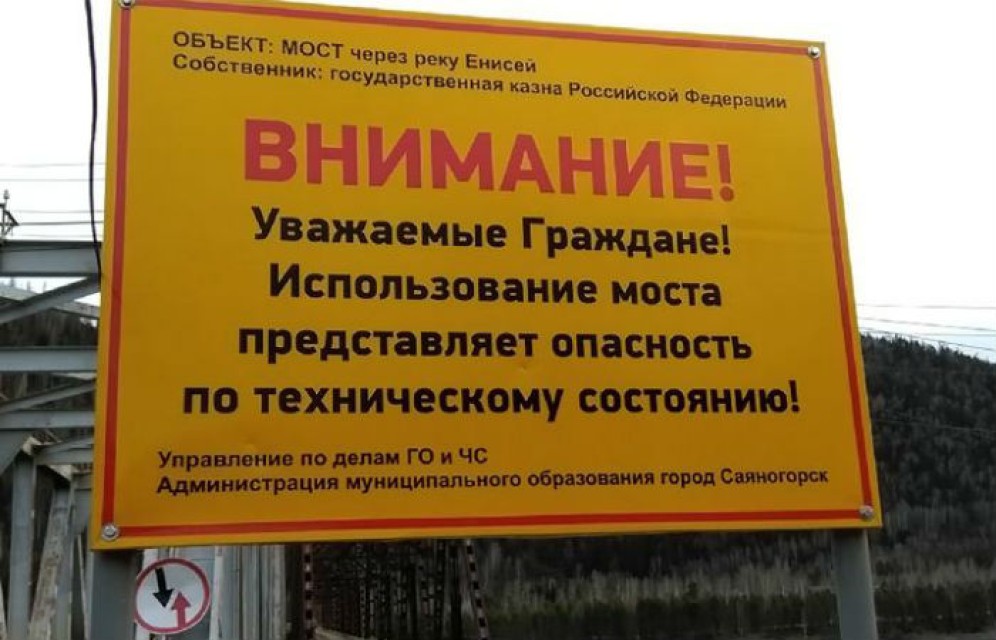 ОБЪЕКТ: МОСТ через реку Енисей
Собственник: государственная казна Российской Федерации
ВНИМАНИЕ!
Уважаемые Граждане!
Использование моста
представляет опасность
по техническому состоянию!
Управление по делам ГО и ЧС
Администрация муниципального образования город Саяногорск